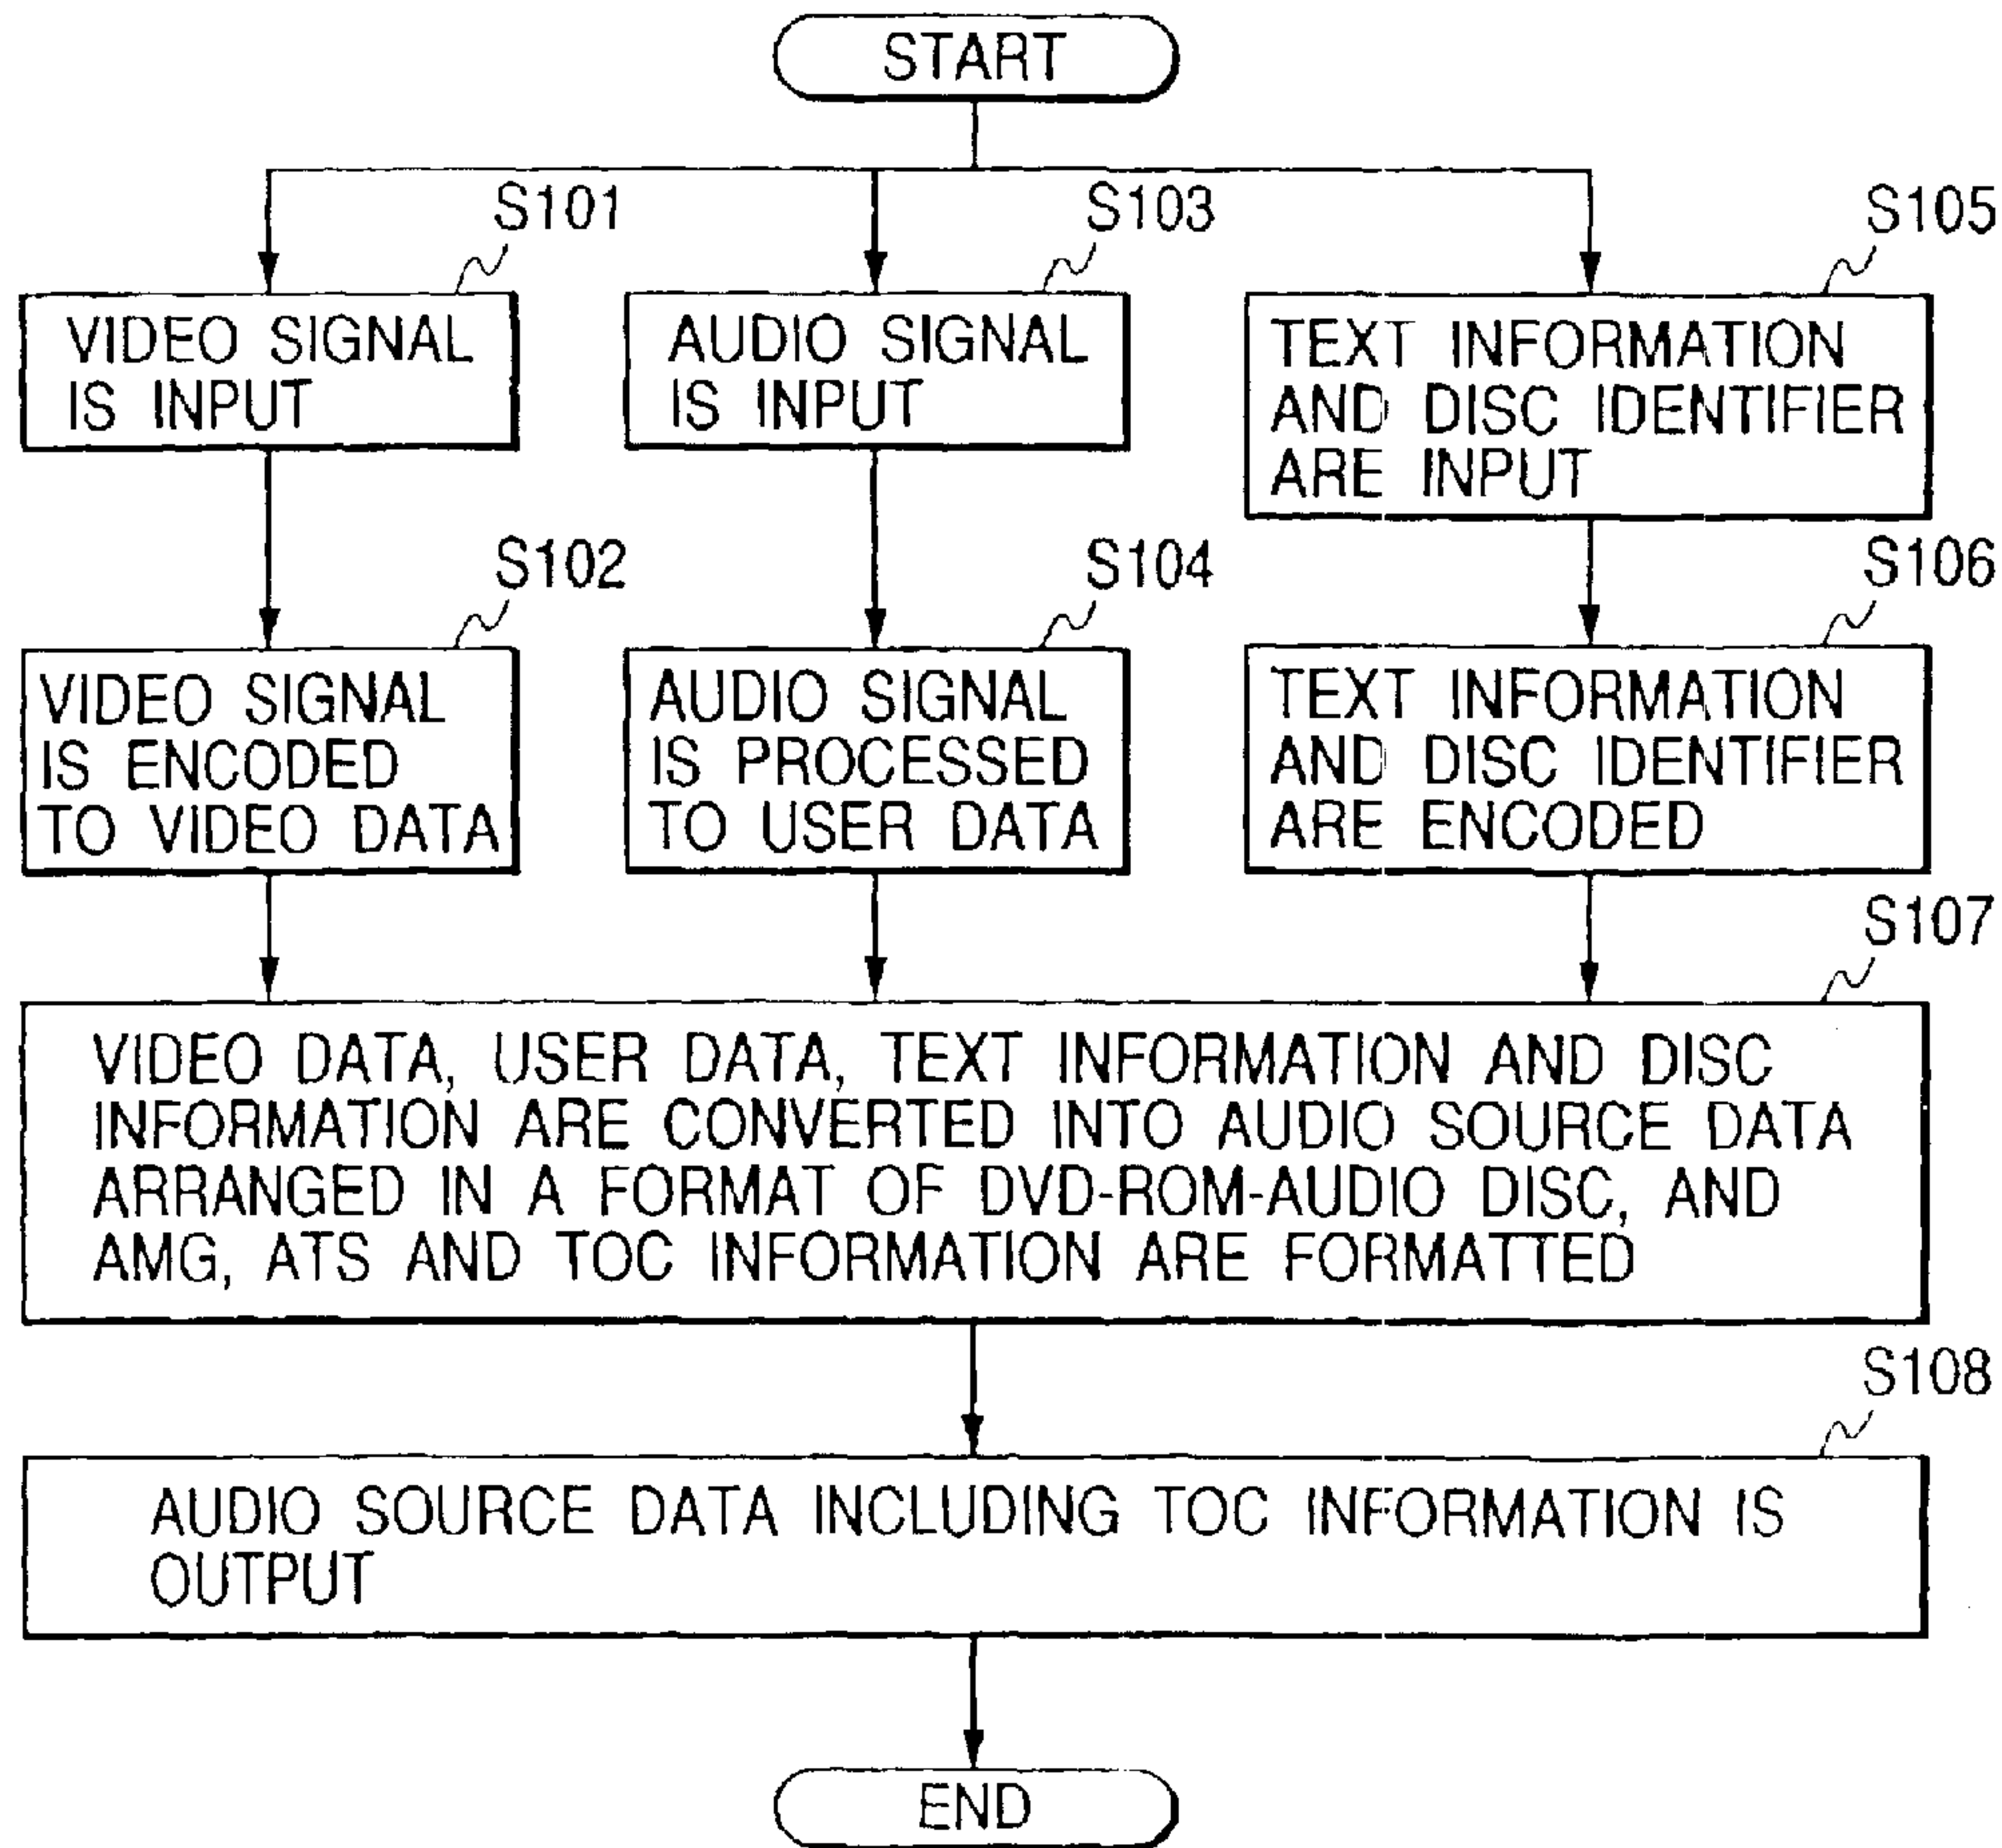 START
S101
S103
S105
VIDEO SIGNAL
IS INPUT
AUDIO SIGNAL
IS INPUT
TEXT INFORMATION
AND DISC IDENTIFIER
ARE INPUT
S102
S104
S106
VIDEO SIGNAL
IS ENCODED
TO VIDEO DATA
AUDIO SIGNAL
IS PROCESSED
TO USER DATA
TEXT INFORMATION
AND DISC IDENTIFIER
ARE ENCODED
S107
VIDEO DATA, USER DATA, TEXT INFORMATION AND DISC
INFORMATION ARE CONVERTED INTO AUDIO SOURCE DATA
ARRANGED IN A FORMAT OF DVD-ROM-AUDIO DISC, AND
AMG, ATS AND TOC INFORMATION ARE FORMATTED
S108
AUDIO SOURCE DATA INCLUDING TOC INFORMATION IS
OUTPUT
END